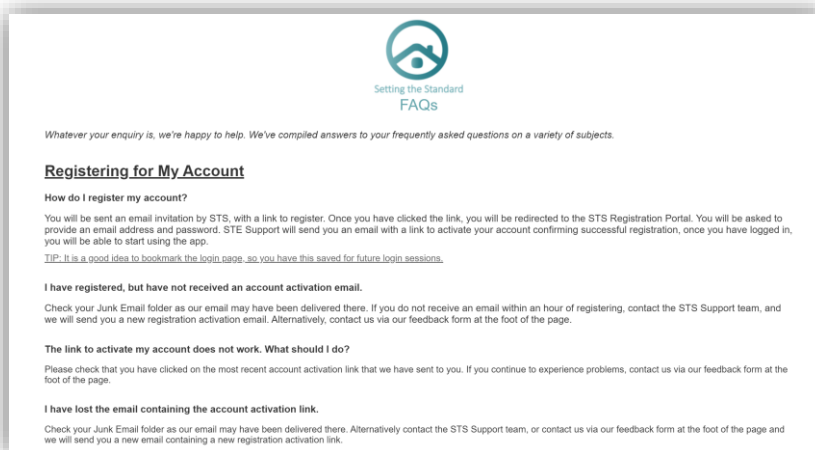 Setting the Standard
FAQs
Whatever your enquiry is, we're happy to help. We've compiled answers to your frequently asked questions on a variety of subjects.
Registering for My Account
How do I register my account?
You will be sent an email invitation by STS, with a link to register. Once you have clicked the link, you will be redirected to the STS Registration Portal. You will be asked to
provide an email address and password. STE Support will send you an email with a link to activate your account confirming successful registration, once you have logged in,
you will be able to start using the app.
TIP: It is a good idea to bookmark the login page, so you have this saved for future login sessions.
I have registered, but have not received an account activation email.
Check your Junk Email folder as our email may have been delivered there. If you do not receive an email within an hour of registering, contact the STS Support team, and
we will send you a new registration activation email. Alternatively, contact us via our feedback form at the foot of the page.
The link to activate my account does not work. What should I do?
Please check that you have clicked on the most recent account activation link that we have sent to you. If you continue to experience problems, contact us via our feedback form at the
foot of the page.
I have lost the email containing the account activation link.
Check your Junk Email folder as our email may have been delivered there. Alternatively contact the STS Support team, or contact us via our feedback form at the foot of the page and
we will send you a new email containing a new registration activation link.